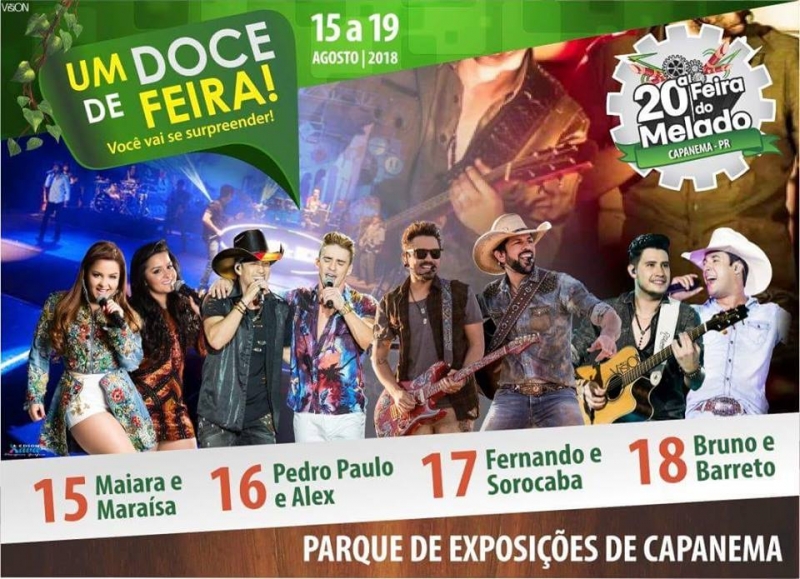 VISION
UM DOCE
DE FEIRA!
Você vai se surpreender!
15 a 19
AGOSTO | 2018
20ª Feira
do
Melado
CAPANEMA - PR
15 Maiara e
Maraísa
16 Pedro Paulo
e Alex
17 Fernando e
Sorocaba
18 Bruno e
Barreto
PARQUE DE EXPOSIÇÕES DE CAPANEMA